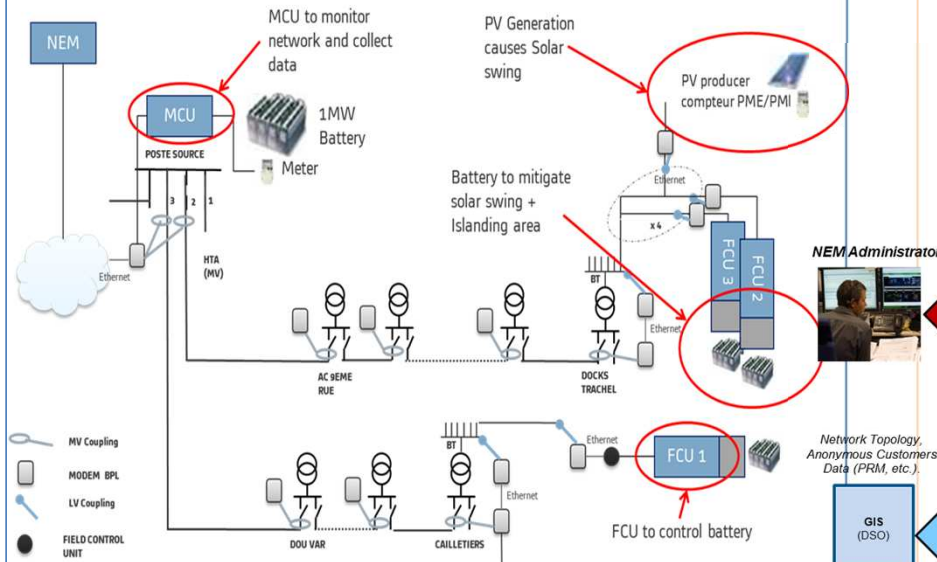 NEM
MCU to monitor
network and collect
data
MCU
1MW
Battery
Meter
POSTE SOURCE
3
2
1
Ethernet
HTA
(MV)
PV Generation
causes Solar
swing
PV producer
compteur PME/PMI
Battery to mitigate
solar swing +
Islanding area
Ethernet
x 4
FCU 3
FCU 2
BT
Ethernet
NEM Administrator
AC 9EME
RUE
DOCKS
TRACHEL
MV Coupling
MODEM BPL
LV Coupling
FIELD CONTROL
UNIT
BT
Ethernet
Ethernet
FCU 1
DOU VAR
CAILLETIERS
FCU to control battery
Network Topology,
Anonymous Customers
Data (PRM, etc.).
GIS
(DSO)